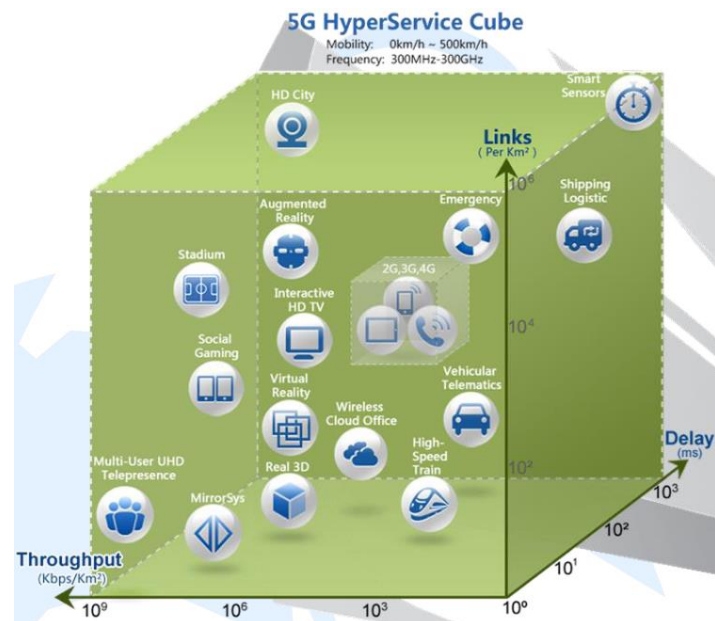 5G HyperService Cube
Mobility: 0km/h ~ 500km/h
Frequency: 300MHz-300GHz
Smart
Sensors
HD City
Links
( Per Km²)
10⁶
Shipping
Logistic
Augmented
Reality
Emergency
Stadium
2G,3G,4G
Interactive
HD TV
10⁴
Social
Gaming
Virtual
Reality
Wireless
Cloud Office
Vehicular
Telematics
High-
Speed
Train
Delay
(ms)
10²
10³
Multi-User UHD
Telepresence
Real 3D
MirrorSys
10²
10¹
Throughput
(Kbps/Km²)
10⁹
10⁶
10³
10⁰